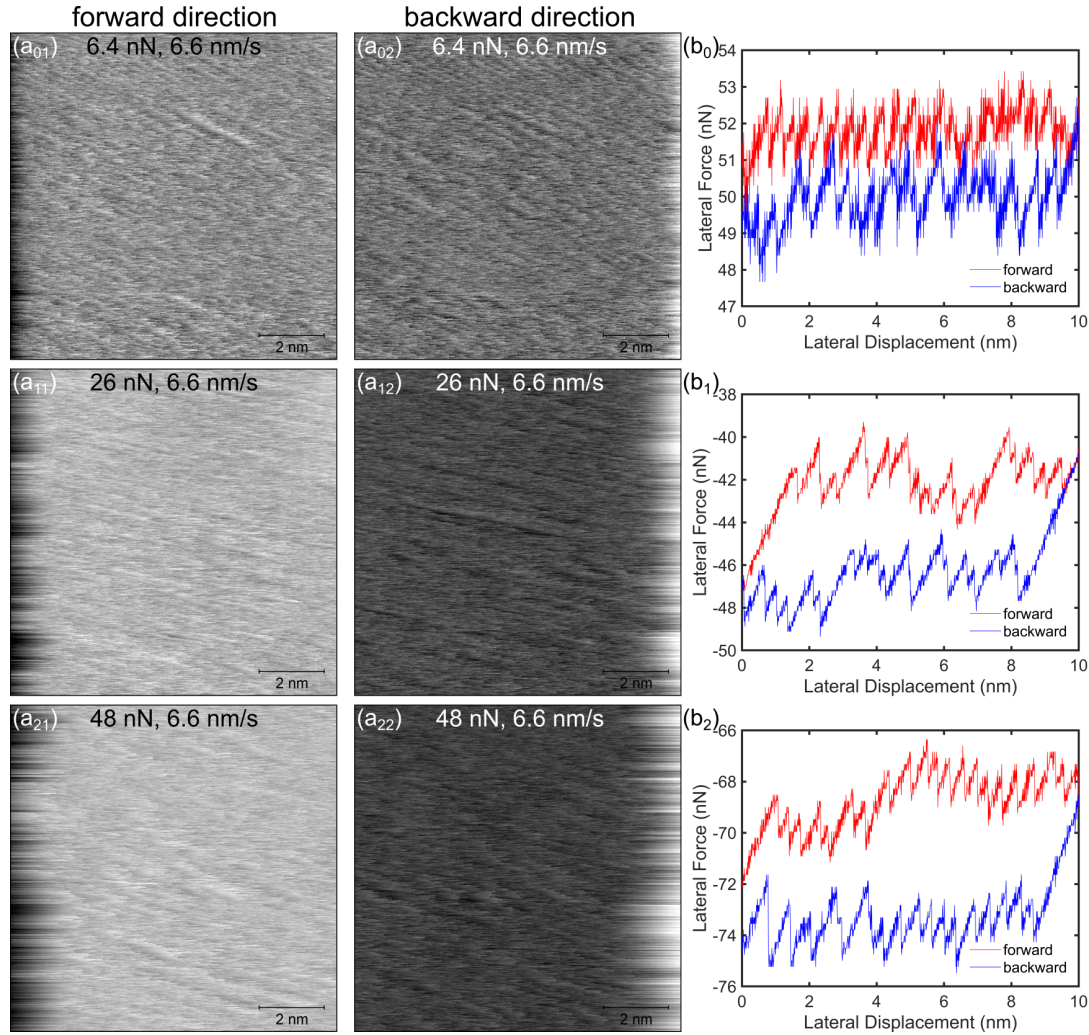 forward direction
backward direction
(a01) 6.4 nN, 6.6 nm/s
2 nm
(a02) 6.4 nN, 6.6 nm/s
2 nm
(b0)
54
53
52
51
50
49
48
47
Lateral Force (nN)
forward
backward
0 2 4 6 8 10
Lateral Displacement (nm)
(a11) 26 nN, 6.6 nm/s
2 nm
(a12) 26 nN, 6.6 nm/s
2 nm
(b1)
-38
-40
-42
-44
-46
-48
-50
Lateral Force (nN)
forward
backward
0 2 4 6 8 10
Lateral Displacement (nm)
(a21) 48 nN, 6.6 nm/s
2 nm
(a22) 48 nN, 6.6 nm/s
2 nm
(b2)
-66
-68
-70
-72
-74
-76
Lateral Force (nN)
forward
backward
0 2 4 6 8 10
Lateral Displacement (nm)